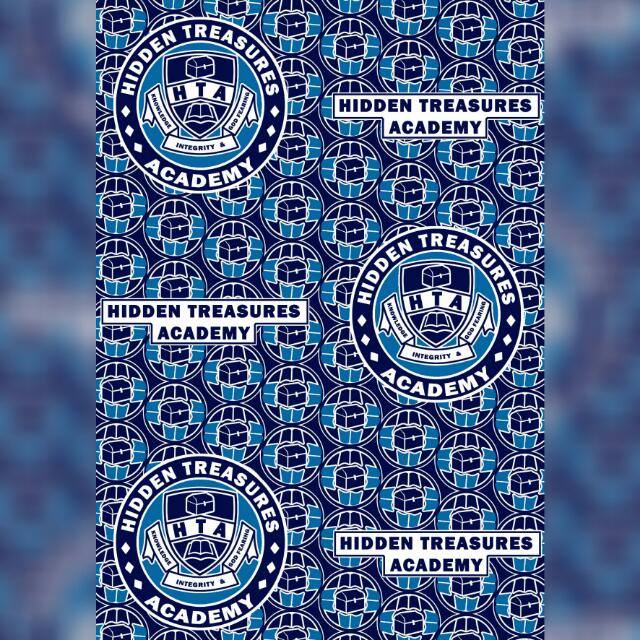 HIDDEN TREASURES
HTA
KNOWLEDGE
INTEGRITY &
GOD FEARING
ACADEMY
HIDDEN TREASURES
ACADEMY
HIDDEN TREASURES
HTA
KNOWLEDGE
INTEGRITY &
GOD FEARING
ACADEMY
HIDDEN TREASURES
ACADEMY
HIDDEN TREASURES
HTA
KNOWLEDGE
INTEGRITY &
GOD FEARING
ACADEMY
HIDDEN TREASURES
ACADEMY